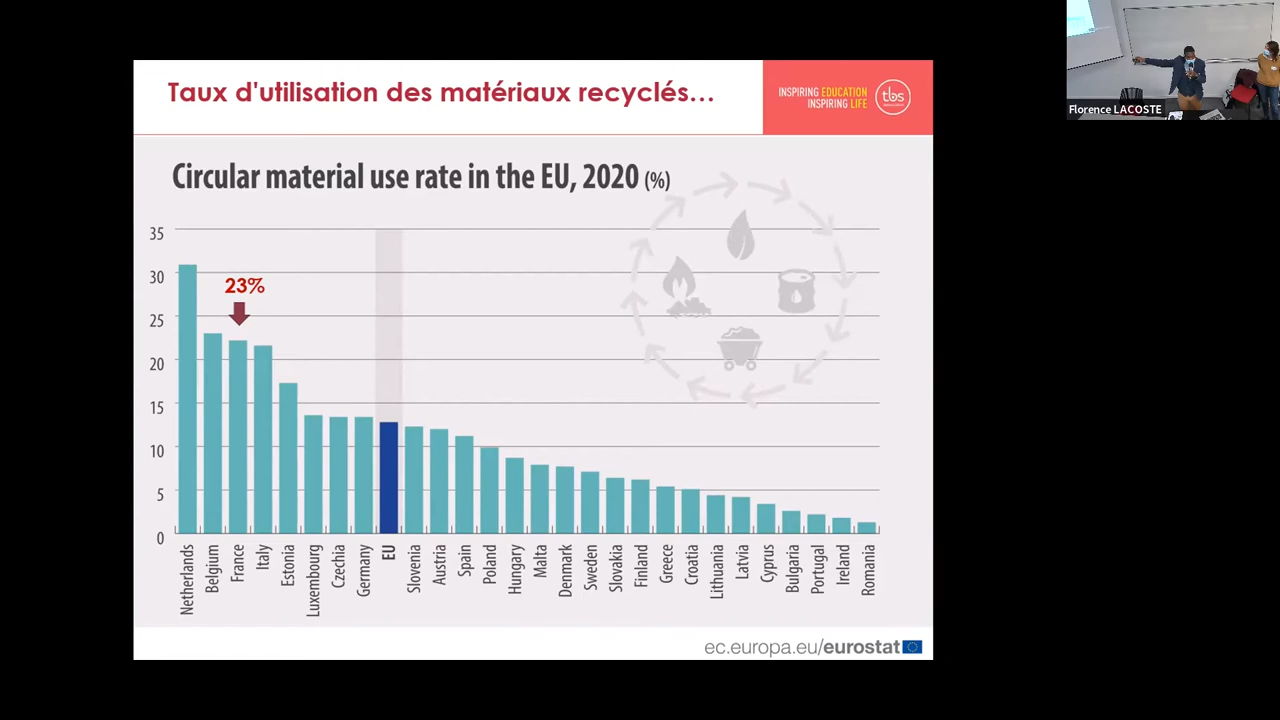 Taux d'utilisation des matériaux recyclés...
INSPIRING EDUCATION
INSPIRING LIFE
tbs
Florence LACOSTE
Circular material use rate in the EU, 2020 (%)
35
30
25
20
15
10
5
0
23%
Netherlands
Belgium
France
Italy
Estonia
Luxembourg
Czechia
Germany
EU
Slovenia
Austria
Spain
Poland
Hungary
Malta
Denmark
Sweden
Slovakia
Finland
Greece
Croatia
Lithuania
Latvia
Cyprus
Bulgaria
Portugal
Ireland
Romania
ec.europa.eu/eurostat